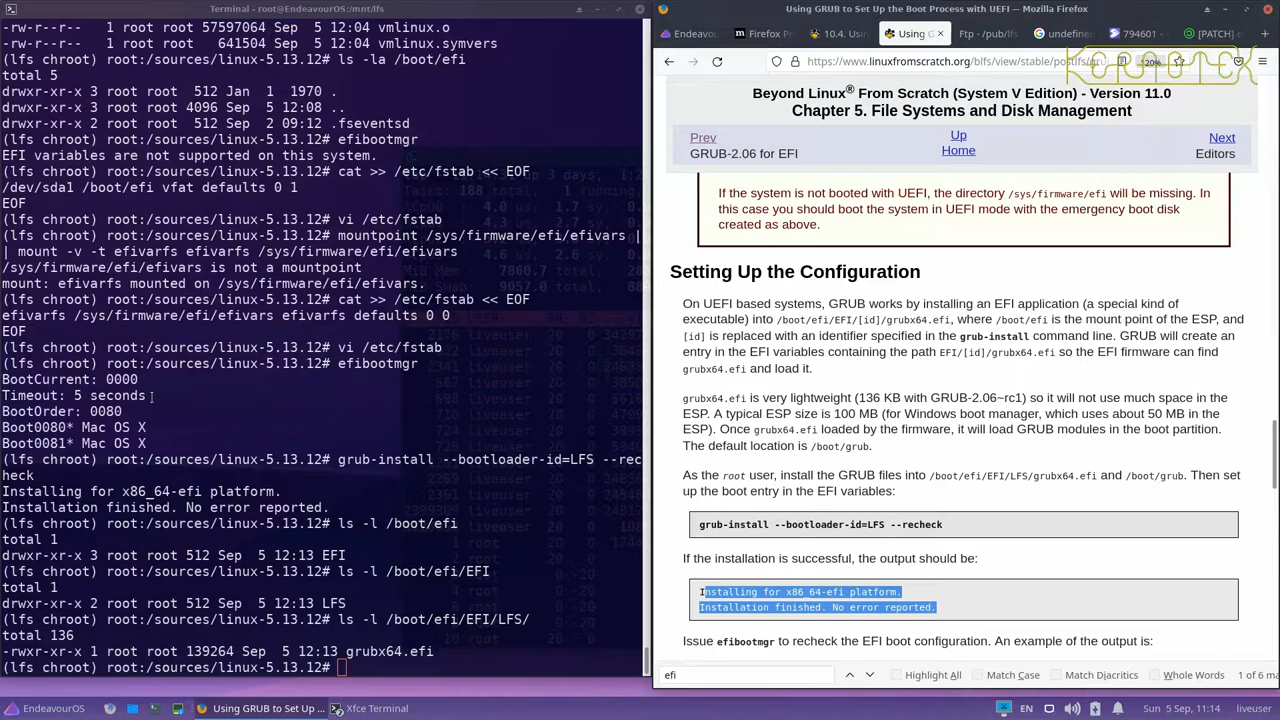 Terminal - root@EndeavourOS:/mnt/lfs
-rw-r--r--  1 root root 57597064 Sep  5 12:04 vmlinux.o
-rw-r--r--  1 root root   641504 Sep  5 12:04 vmlinux.symvers
(lfs chroot) root:/sources/linux-5.13.12# ls -la /boot/efi
total 5
drwxr-xr-x 3 root root  512 Jan  1  1970 .
drwxr-xr-x 3 root root 4096 Sep  5 12:08 ..
drwxr-xr-x 2 root root  512 Sep  2 09:12 .fseventsd
(lfs chroot) root:/sources/linux-5.13.12# efibootmgr
EFI variables are not supported on this system.
(lfs chroot) root:/sources/linux-5.13.12# cat >> /etc/fstab << EOF
/dev/sda1 /boot/efi vfat defaults 0 1
EOF
(lfs chroot) root:/sources/linux-5.13.12# vi /etc/fstab
(lfs chroot) root:/sources/linux-5.13.12# mountpoint /sys/firmware/efi/efivars |
| mount -v -t efivarfs efivarfs /sys/firmware/efi/efivars
/sys/firmware/efi/efivars is not a mountpoint
mount: efivarfs mounted on /sys/firmware/efi/efivars.
(lfs chroot) root:/sources/linux-5.13.12# cat >> /etc/fstab << EOF
efivarfs /sys/firmware/efi/efivars efivarfs defaults 0 0
EOF
(lfs chroot) root:/sources/linux-5.13.12# vi /etc/fstab
(lfs chroot) root:/sources/linux-5.13.12# efibootmgr
BootCurrent: 0000
Timeout: 5 seconds
BootOrder: 0080
Boot0080* Mac OS X
Boot0081* Mac OS X
(lfs chroot) root:/sources/linux-5.13.12# grub-install --bootloader-id=LFS --rec
heck
Installing for x86_64-efi platform.
Installation finished. No error reported.
(lfs chroot) root:/sources/linux-5.13.12# ls -l /boot/efi
total 1
drwxr-xr-x 3 root root 512 Sep  5 12:13 EFI
(lfs chroot) root:/sources/linux-5.13.12# ls -l /boot/efi/EFI
total 1
drwxr-xr-x 2 root root 512 Sep  5 12:13 LFS
(lfs chroot) root:/sources/linux-5.13.12# ls -l /boot/efi/EFI/LFS/
total 136
-rwxr-xr-x 1 root root 139264 Sep  5 12:13 grubx64.efi
(lfs chroot) root:/sources/linux-5.13.12#
Using GRUB to Set Up the Boot Process with UEFI — Mozilla Firefox
Endeavour Firefox Pr 10.4. Usin Using G Ftp - /pub/lfs undefined 794601 - [PATCH] ef
https://www.linuxfromscratch.org/blfs/view/stable/postlfs/gru 120%
Beyond Linux® From Scratch (System V Edition) - Version 11.0
Chapter 5. File Systems and Disk Management
Prev Up Next
GRUB-2.06 for EFI Home Editors
If the system is not booted with UEFI, the directory /sys/firmware/efi will be missing. In
this case you should boot the system in UEFI mode with the emergency boot disk
created as above.
Setting Up the Configuration
On UEFI based systems, GRUB works by installing an EFI application (a special kind of
executable) into /boot/efi/EFI/[id]/grubx64.efi, where /boot/efi is the mount point of the ESP, and
[id] is replaced with an identifier specified in the grub-install command line. GRUB will create an
entry in the EFI variables containing the path EFI/[id]/grubx64.efi so the EFI firmware can find
grubx64.efi and load it.
grubx64.efi is very lightweight (136 KB with GRUB-2.06~rc1) so it will not use much space in the
ESP. A typical ESP size is 100 MB (for Windows boot manager, which uses about 50 MB in the
ESP). Once grubx64.efi loaded by the firmware, it will load GRUB modules in the boot partition.
The default location is /boot/grub.
As the root user, install the GRUB files into /boot/efi/EFI/LFS/grubx64.efi and /boot/grub. Then set
up the boot entry in the EFI variables:
grub-install --bootloader-id=LFS --recheck
If the installation is successful, the output should be:
Installing for x86_64-efi platform.
Installation finished. No error reported.
Issue efibootmgr to recheck the EFI boot configuration. An example of the output is:
efi Highlight All Match Case Match Diacritics Whole Words 1 of 6 ma
EndeavourOS Using GRUB to Set Up ... Xfce Terminal EN Sun 5 Sep, 11:14 liveuser